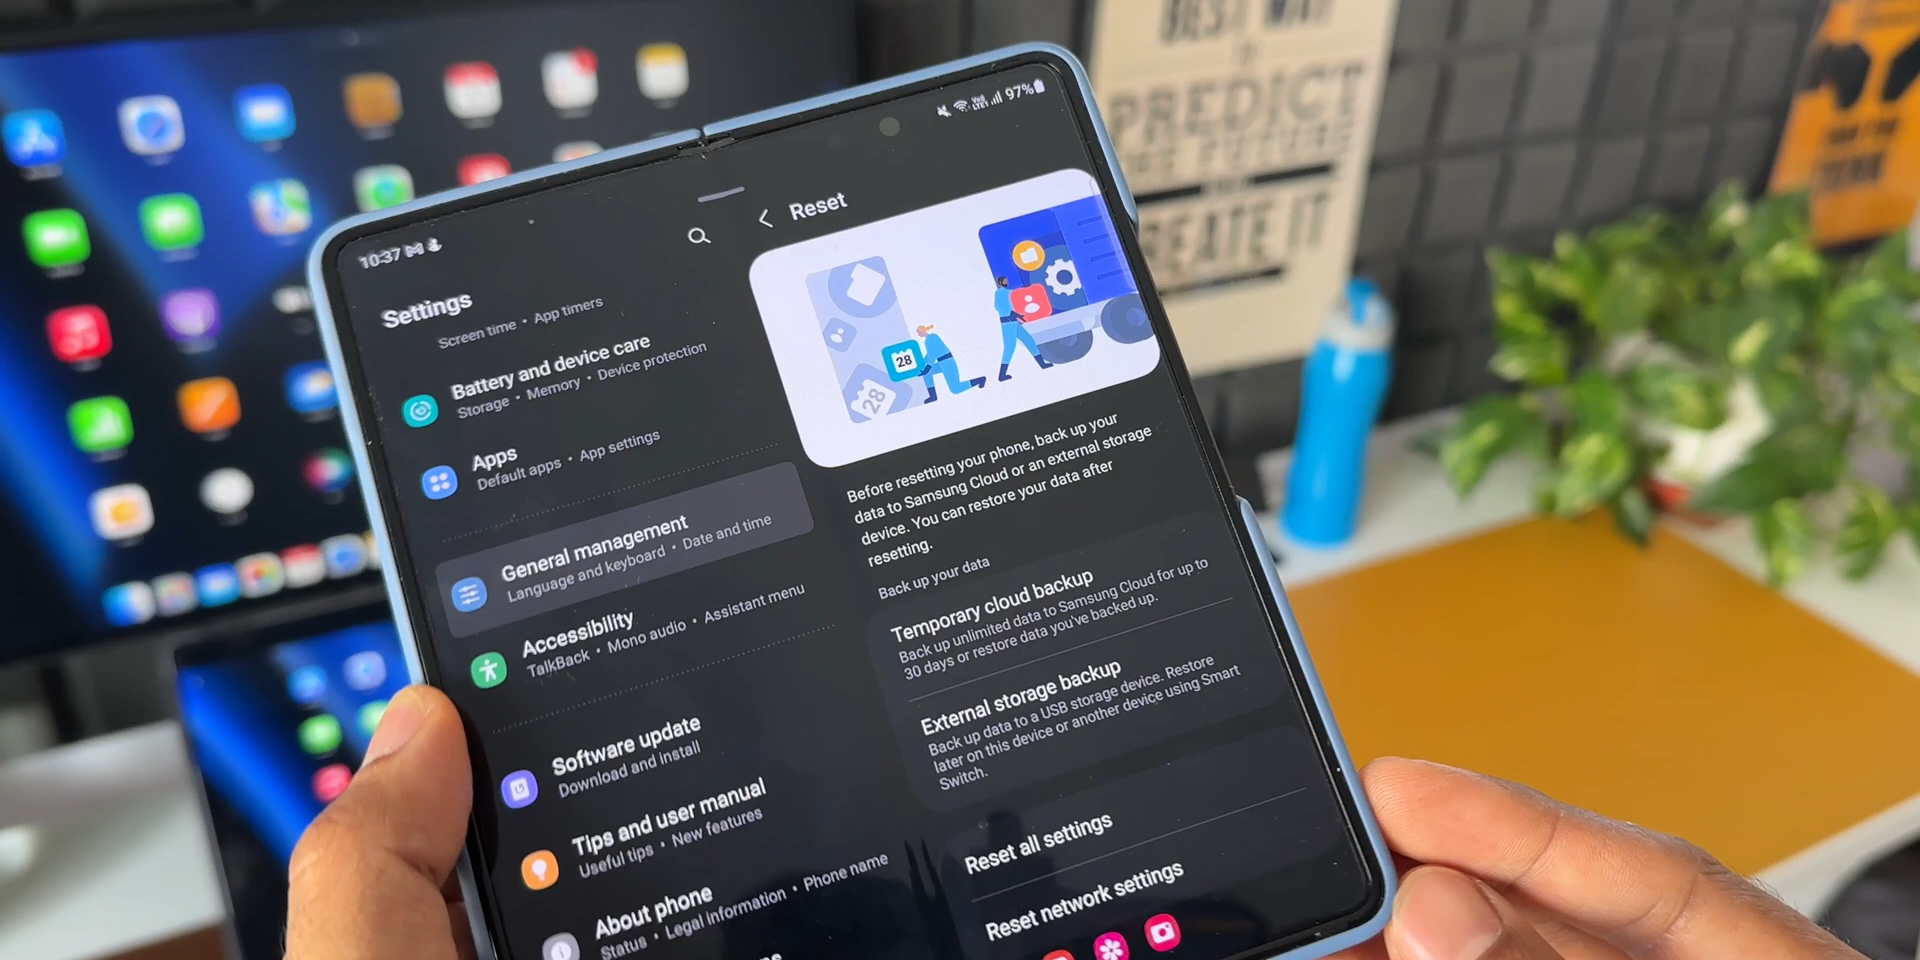 BEST WAY
TO
PREDICT
THE FUTURE
CREATE IT
97%
10:37
Settings
Screen time • App timers
Battery and device care
Storage • Memory • Device protection
Apps
Default apps • App settings
General management
Language and keyboard • Date and time
Accessibility
TalkBack • Mono audio • Assistant menu
Software update
Download and install
Tips and user manual
Useful tips • New features
About phone
Status • Legal information • Phone name
Reset
28
28
Before resetting your phone, back up your
data to Samsung Cloud or an external storage
device. You can restore your data after
resetting.
Back up your data
Temporary cloud backup
Back up unlimited data to Samsung Cloud for up to
30 days or restore data you've backed up.
External storage backup
Back up data to a USB storage device. Restore
later on this device or another device using Smart
Switch.
Reset all settings
Reset network settings